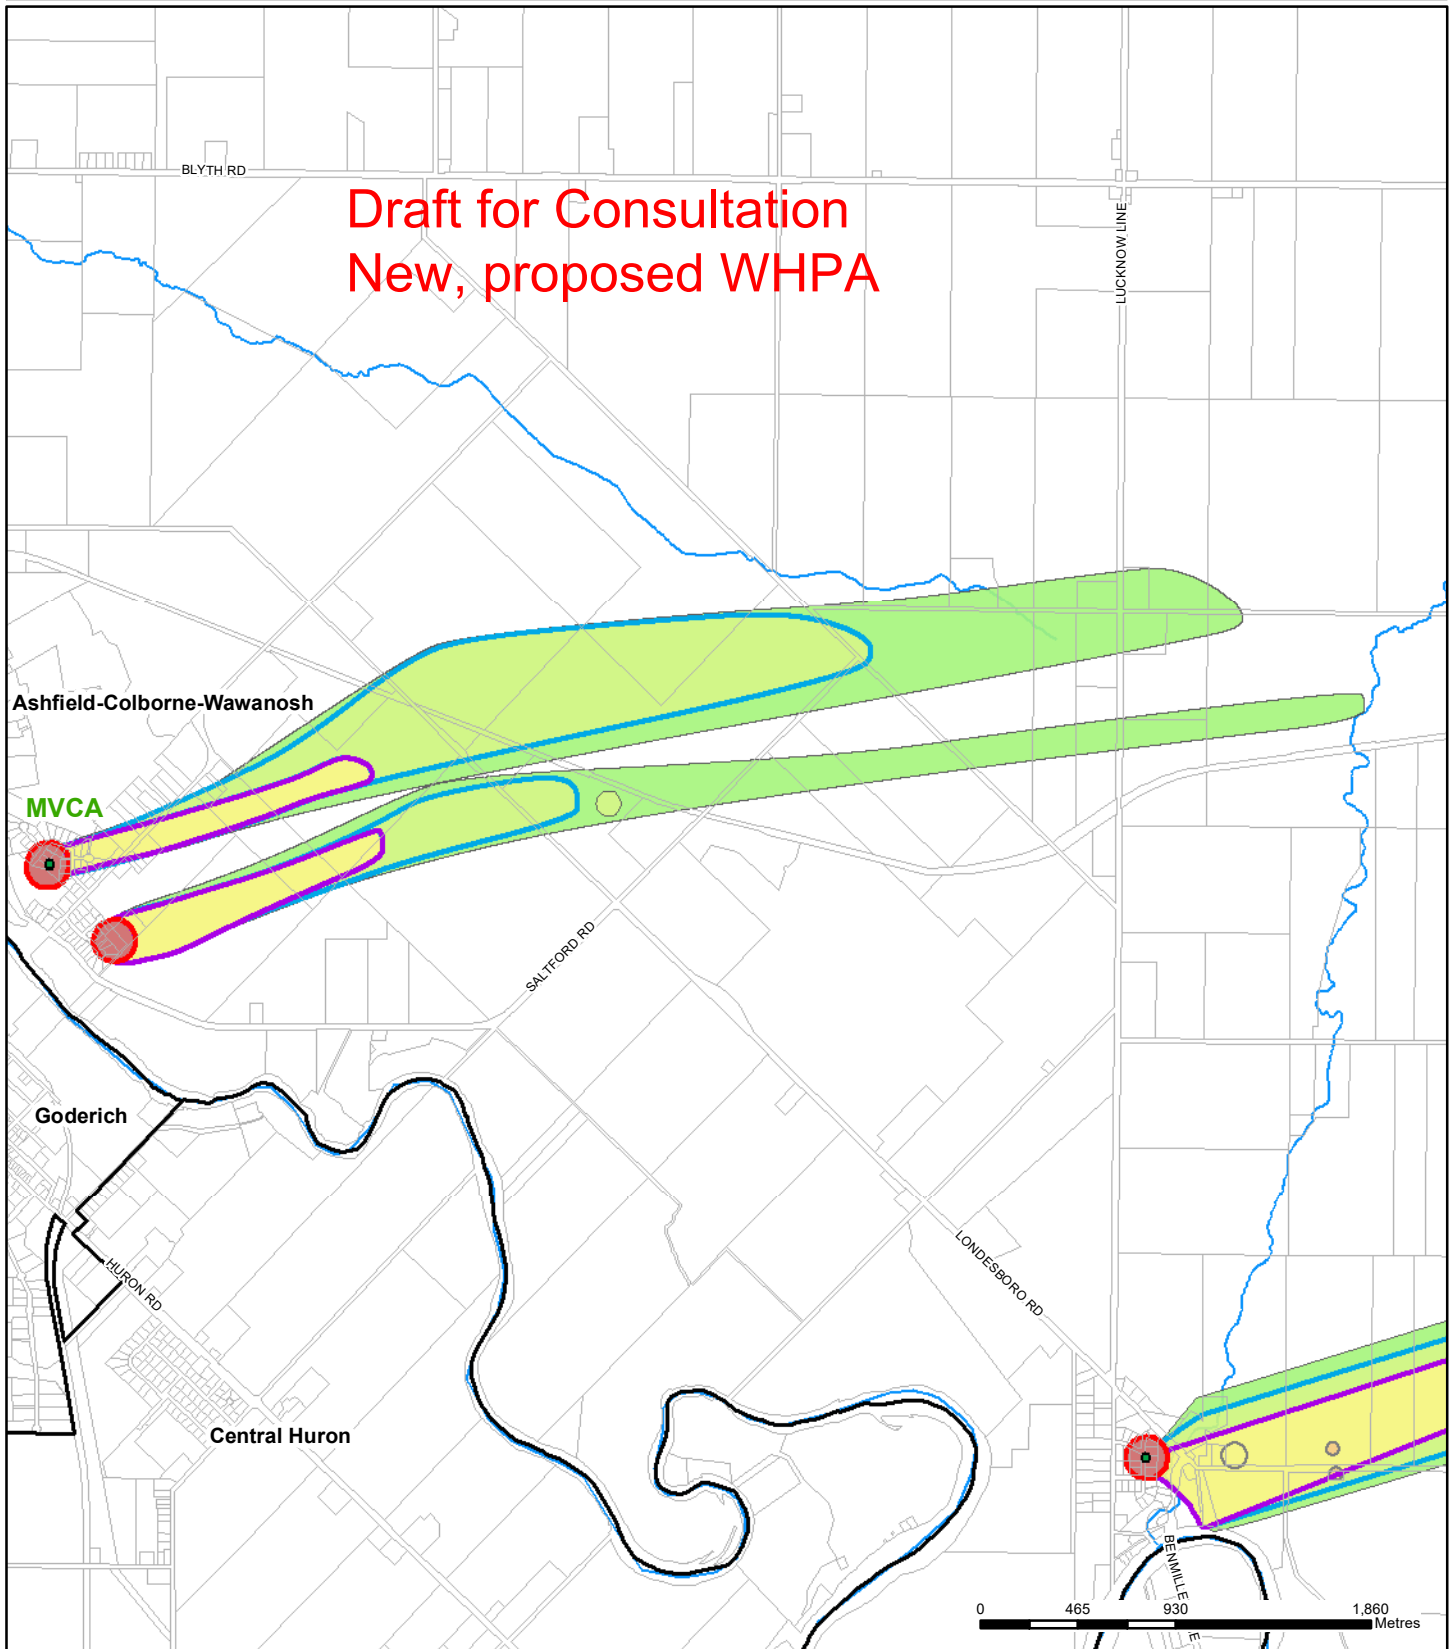 BLYTH RD
Draft for Consultation
New, proposed WHPA
LUCKNOW LINE
Ashfield-Colborne-Wawanosh
MVCA
SALTFORD RD
Goderich
HURON RD
LONDESBORO RD
Central Huron
BENMILLE
0 465 930 1,860
Metres